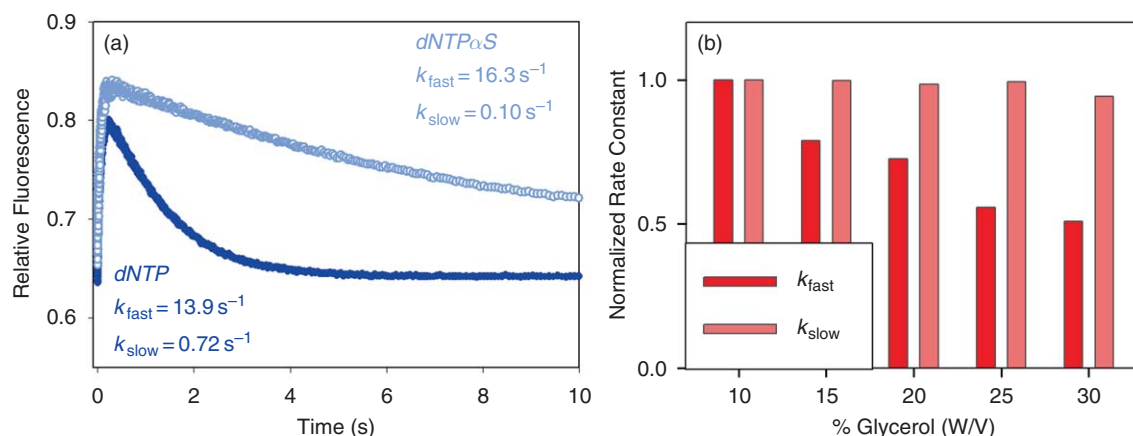 (a)
0.9
0.8
0.7
0.6
Relative Fluorescence
dNTPαS
k_fast = 16.3 s⁻¹
k_slow = 0.10 s⁻¹
dNTP
k_fast = 13.9 s⁻¹
k_slow = 0.72 s⁻¹
0 2 4 6 8 10
Time (s)
(b)
1.0
0.5
0.0
Normalized Rate Constant
k_fast
k_slow
10 15 20 25 30
% Glycerol (W/V)